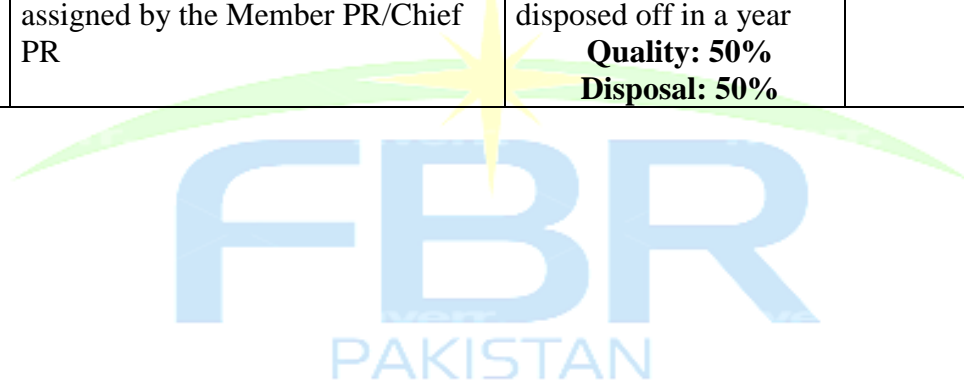 assigned by the Member PR/Chief
PR
disposed off in a year
Quality: 50%
Disposal: 50%
FBR
PAKISTAN